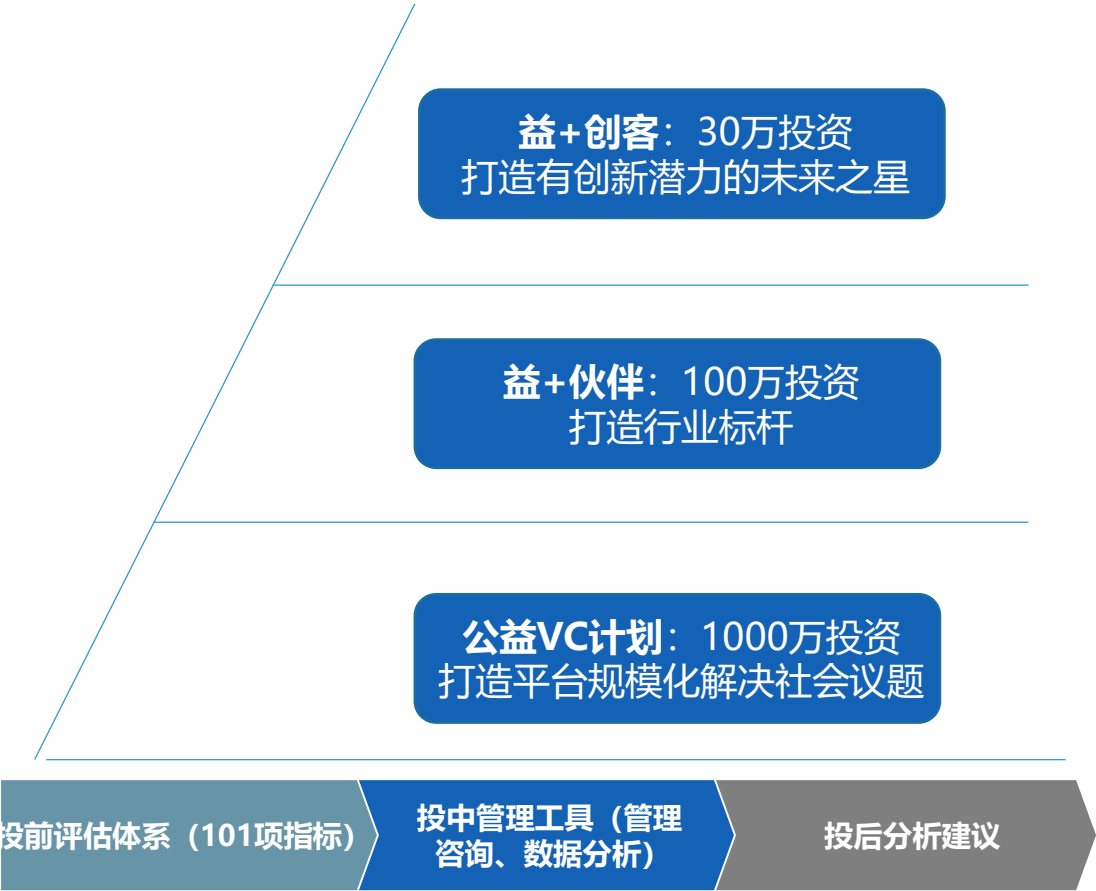 益+创客：30万投资
打造有创新潜力的未来之星
益+伙伴：100万投资
打造行业标杆
公益VC计划：1000万投资
打造平台规模化解决社会议题
投前评估体系（101项指标）
投中管理工具（管理
咨询、数据分析）
投后分析建议